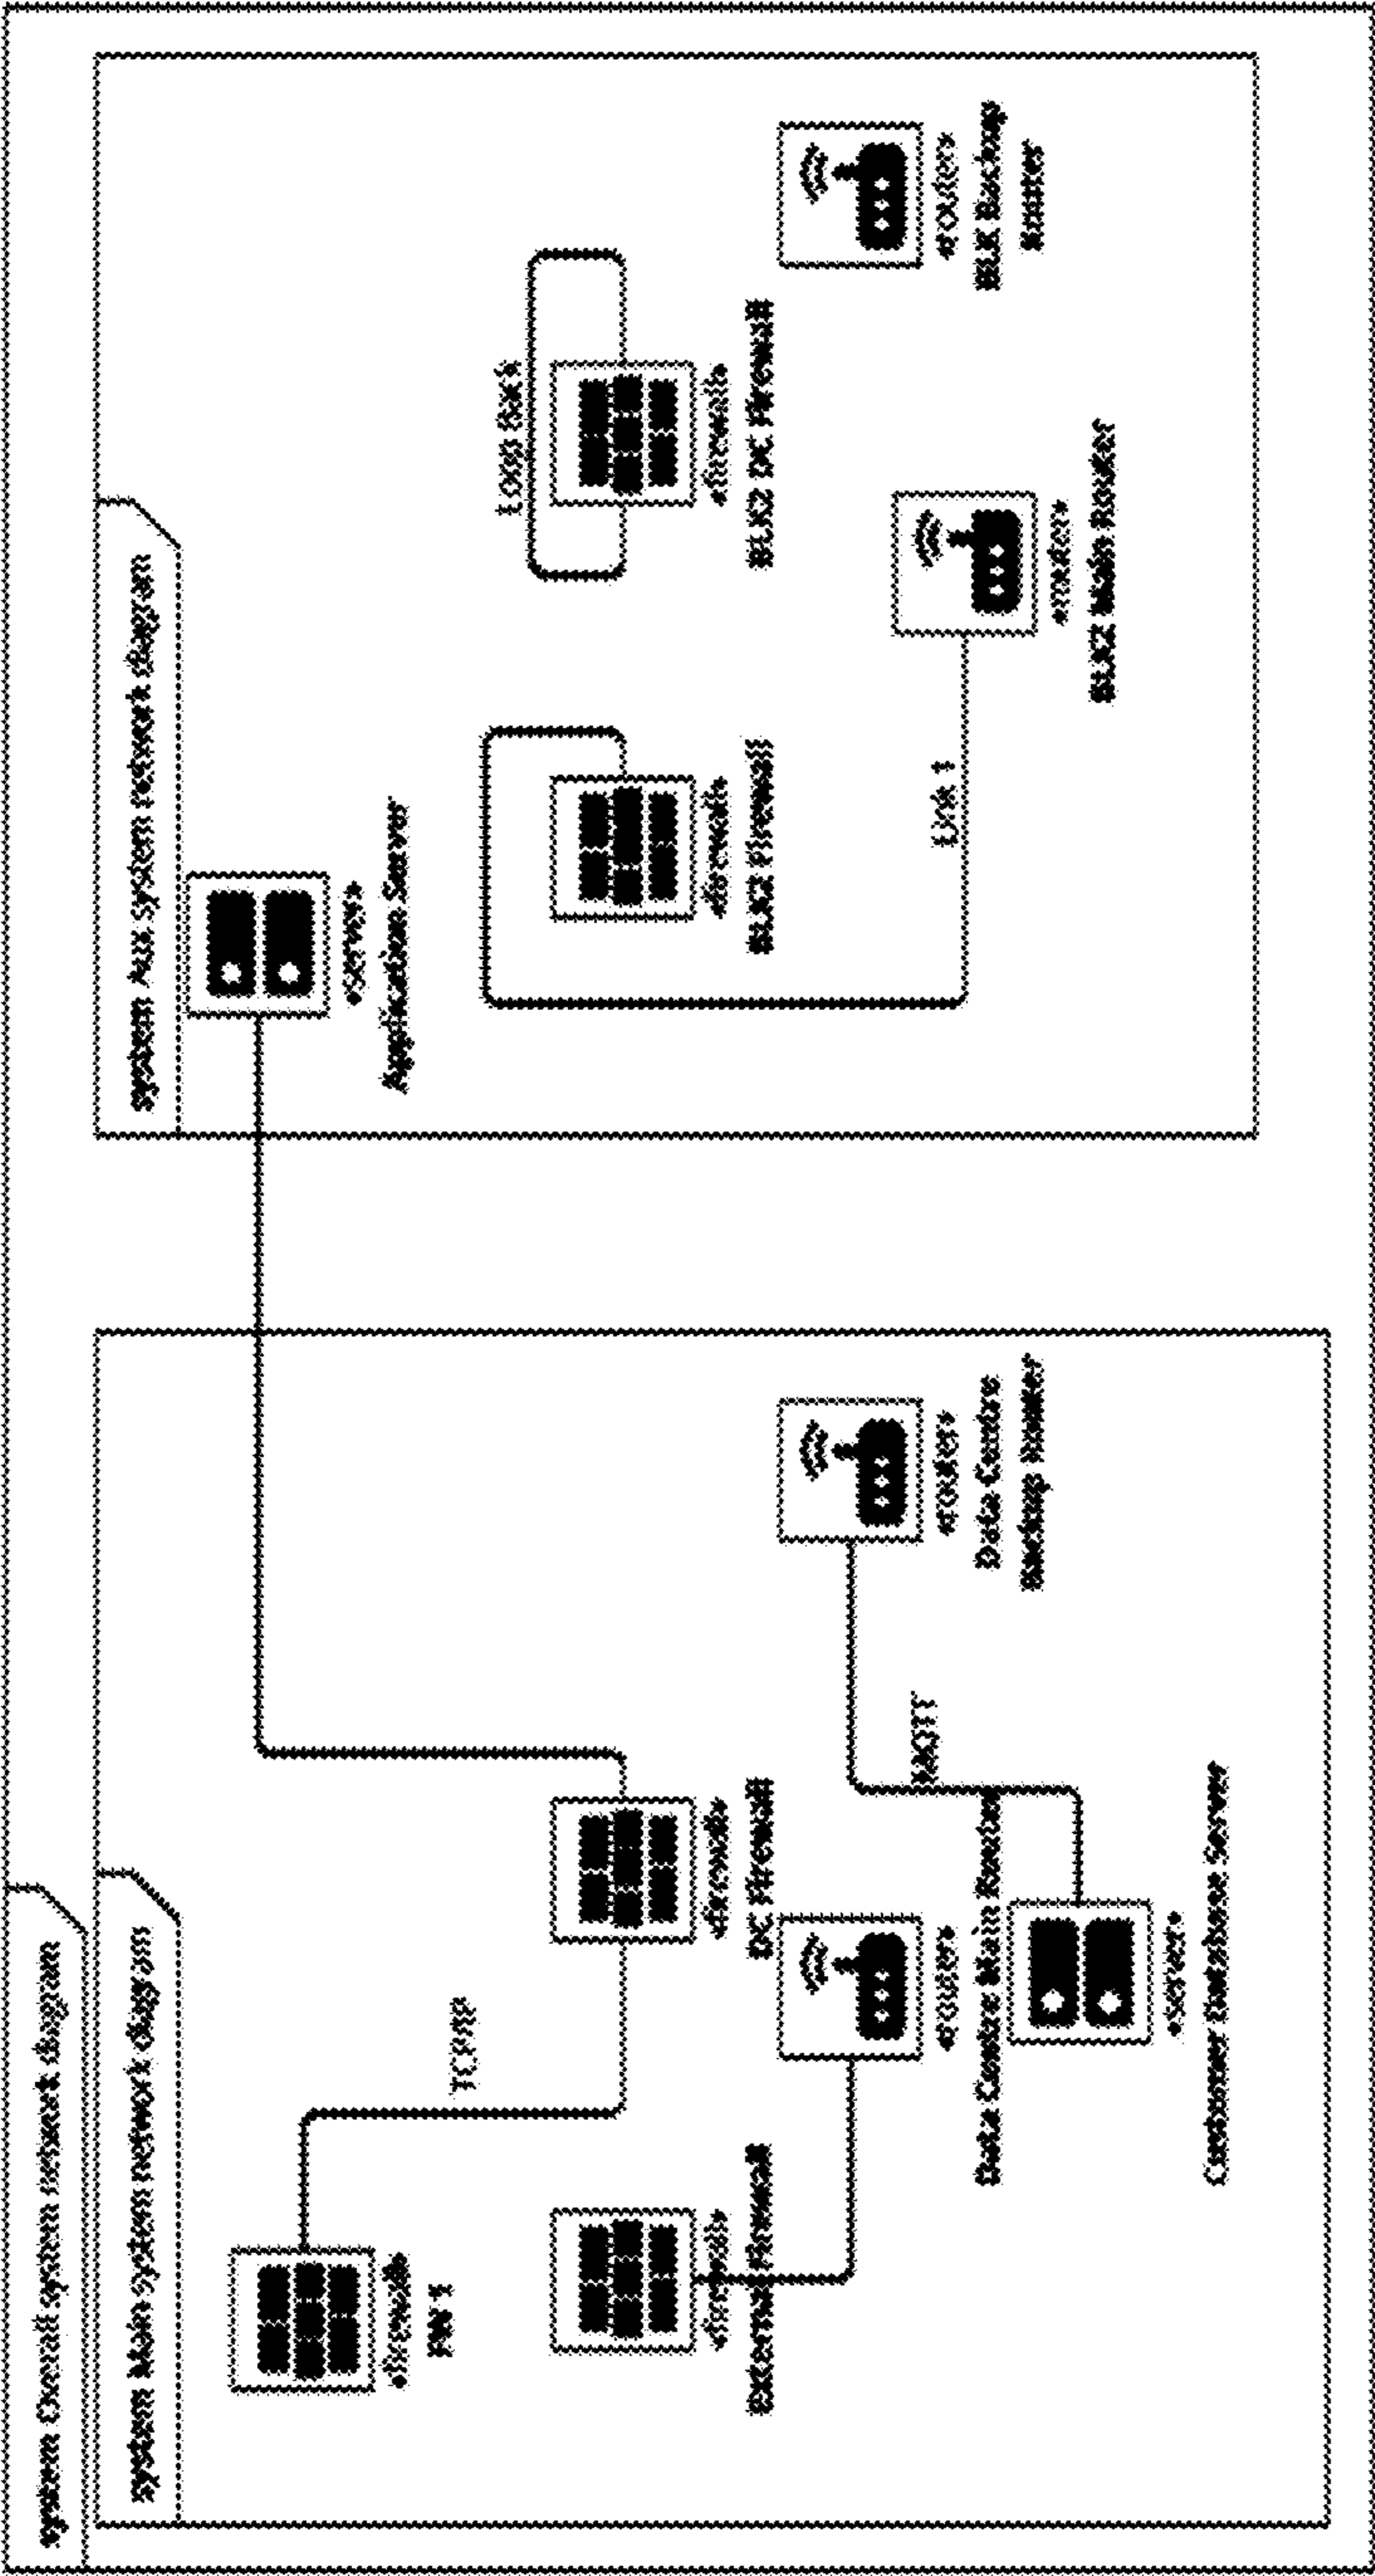 system Overall system network diagram
system Main system network diagram
«firewall»
FW 1
TCP/IP
«firewall»
External Firewall
«firewall»
DC Firewall
«router»
Data Centre Main Router
«router»
Data Centre
Backup Router
MQTT
«server»
Customer Database Server
system Aux system network diagram
«server»
Application Server
«firewall»
BLK2 Firewall
Loop Back
«firewall»
BLK2 DC Firewall
Link 1
«router»
BLK2 Main Router
«router»
BLK Backup
Router